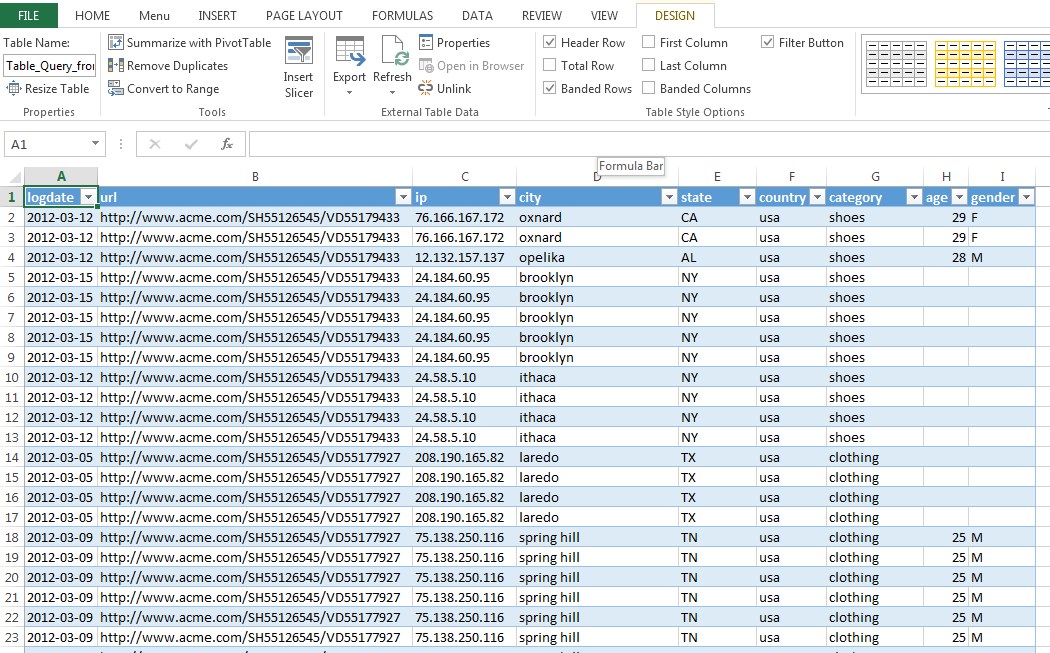 FILE HOME Menu INSERT PAGE LAYOUT FORMULAS DATA REVIEW VIEW DESIGN
Table Name: Summarize with PivotTable Properties Header Row First Column Filter Button
Table_Query_fro Remove Duplicates Insert Slicer Export Refresh Open in Browser Total Row Last Column
Resize Table Convert to Range Unlink Banded Rows Banded Columns
Properties Tools External Table Data Table Style Options
A1 fx
Formula Bar
A B C D E F G H I
1 logdate url ip city state country category age gender
2 2012-03-12 http://www.acme.com/SH55126545/VD55179433 76.166.167.172 oxnard CA usa shoes 29 F
3 2012-03-12 http://www.acme.com/SH55126545/VD55179433 76.166.167.172 oxnard CA usa shoes 29 F
4 2012-03-12 http://www.acme.com/SH55126545/VD55179433 12.132.157.137 opelika AL usa shoes 28 M
5 2012-03-15 http://www.acme.com/SH55126545/VD55179433 24.184.60.95 brooklyn NY usa shoes
6 2012-03-15 http://www.acme.com/SH55126545/VD55179433 24.184.60.95 brooklyn NY usa shoes
7 2012-03-15 http://www.acme.com/SH55126545/VD55179433 24.184.60.95 brooklyn NY usa shoes
8 2012-03-15 http://www.acme.com/SH55126545/VD55179433 24.184.60.95 brooklyn NY usa shoes
9 2012-03-15 http://www.acme.com/SH55126545/VD55179433 24.184.60.95 brooklyn NY usa shoes
10 2012-03-12 http://www.acme.com/SH55126545/VD55179433 24.58.5.10 ithaca NY usa shoes
11 2012-03-12 http://www.acme.com/SH55126545/VD55179433 24.58.5.10 ithaca NY usa shoes
12 2012-03-12 http://www.acme.com/SH55126545/VD55179433 24.58.5.10 ithaca NY usa shoes
13 2012-03-12 http://www.acme.com/SH55126545/VD55179433 24.58.5.10 ithaca NY usa shoes
14 2012-03-05 http://www.acme.com/SH55126545/VD55177927 208.190.165.82 laredo TX usa clothing
15 2012-03-05 http://www.acme.com/SH55126545/VD55177927 208.190.165.82 laredo TX usa clothing
16 2012-03-05 http://www.acme.com/SH55126545/VD55177927 208.190.165.82 laredo TX usa clothing
17 2012-03-05 http://www.acme.com/SH55126545/VD55177927 208.190.165.82 laredo TX usa clothing
18 2012-03-09 http://www.acme.com/SH55126545/VD55177927 75.138.250.116 spring hill TN usa clothing 25 M
19 2012-03-09 http://www.acme.com/SH55126545/VD55177927 75.138.250.116 spring hill TN usa clothing 25 M
20 2012-03-09 http://www.acme.com/SH55126545/VD55177927 75.138.250.116 spring hill TN usa clothing 25 M
21 2012-03-09 http://www.acme.com/SH55126545/VD55177927 75.138.250.116 spring hill TN usa clothing 25 M
22 2012-03-09 http://www.acme.com/SH55126545/VD55177927 75.138.250.116 spring hill TN usa clothing 25 M
23 2012-03-09 http://www.acme.com/SH55126545/VD55177927 75.138.250.116 spring hill TN usa clothing 25 M